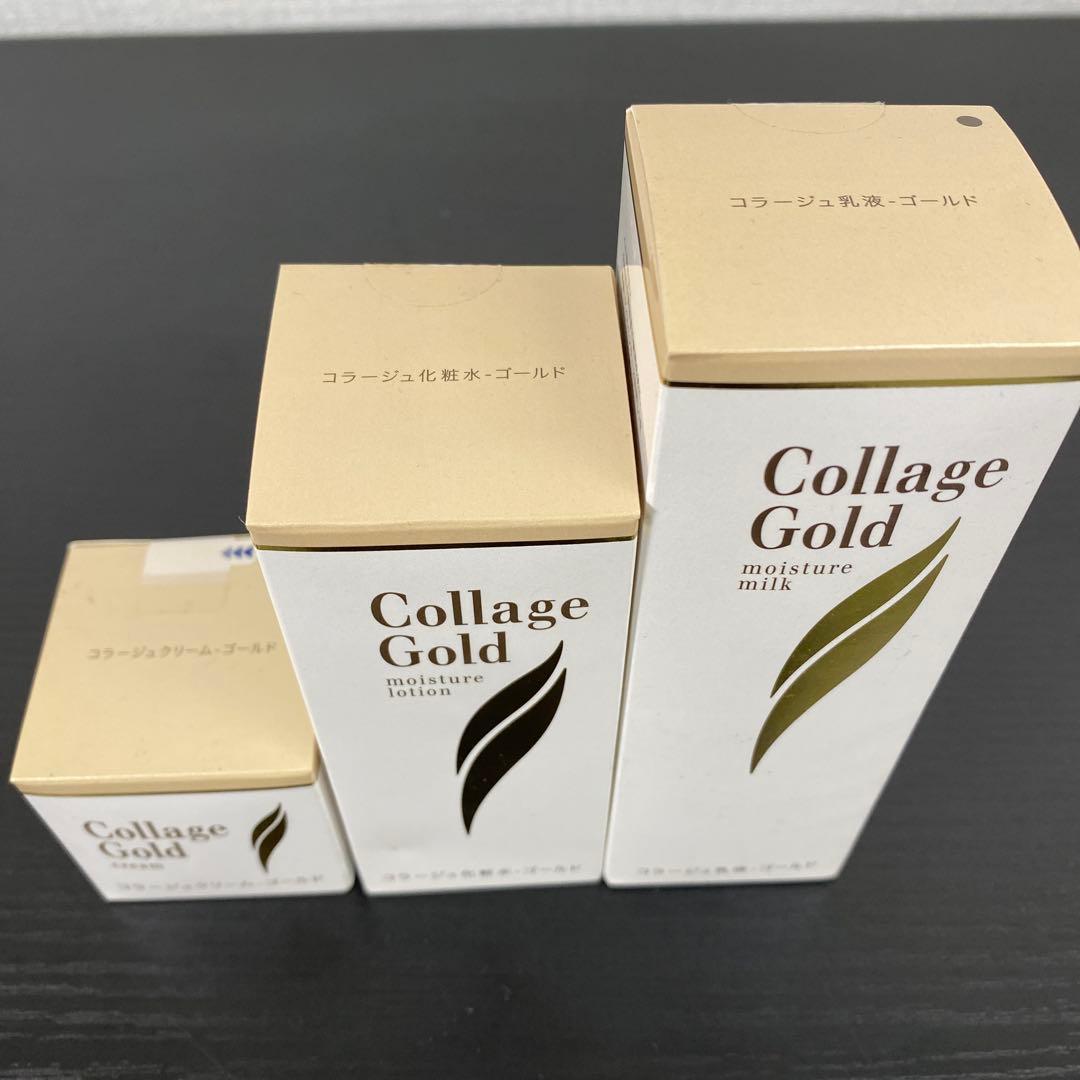 コラージュクリーム-ゴールド
Collage
Gold
cream
コラージュクリーム-ゴールド
コラージュ化粧水-ゴールド
Collage
Gold
moisture
lotion
コラージュ化粧水-ゴールド
コラージュ乳液-ゴールド
Collage
Gold
moisture
milk
コラージュ乳液-ゴールド